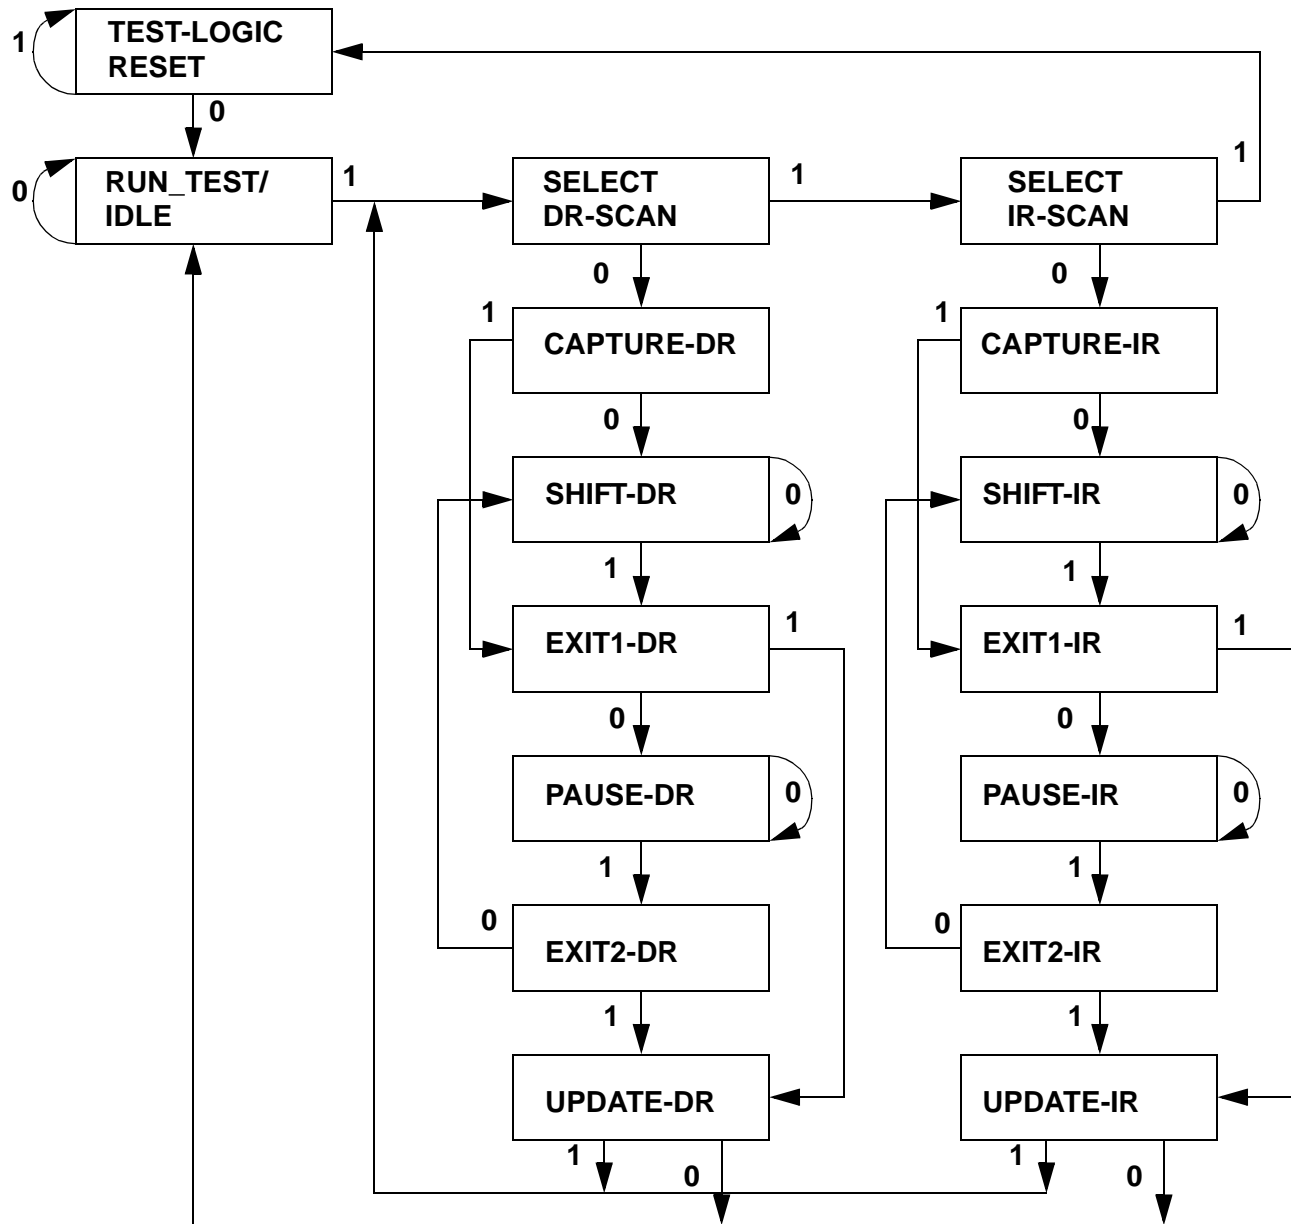 1
TEST-LOGIC
RESET
0
0
RUN_TEST/
IDLE
1
SELECT
DR-SCAN
1
SELECT
IR-SCAN
1
0
0
1
CAPTURE-DR
1
CAPTURE-IR
0
0
SHIFT-DR
0
SHIFT-IR
0
1
1
EXIT1-DR
1
EXIT1-IR
1
0
0
PAUSE-DR
0
PAUSE-IR
0
1
1
0
EXIT2-DR
0
EXIT2-IR
1
1
UPDATE-DR
UPDATE-IR
1
0
1
0